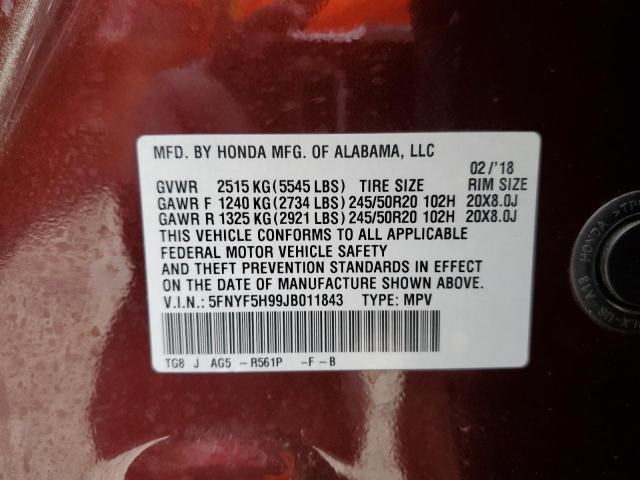 MFD. BY HONDA MFG. OF ALABAMA, LLC
02/'18
GVWR 2515 KG (5545 LBS) TIRE SIZE RIM SIZE
GAWR F 1240 KG (2734 LBS) 245/50R20 102H 20X8.0J
GAWR R 1325 KG (2921 LBS) 245/50R20 102H 20X8.0J
THIS VEHICLE CONFORMS TO ALL APPLICABLE
FEDERAL MOTOR VEHICLE SAFETY
AND THEFT PREVENTION STANDARDS IN EFFECT
ON THE DATE OF MANUFACTURE SHOWN ABOVE.
V.I.N.: 5FNYF5H99JB011843 TYPE: MPV
TG8 J AG5 -R561P -F-B
HONDA